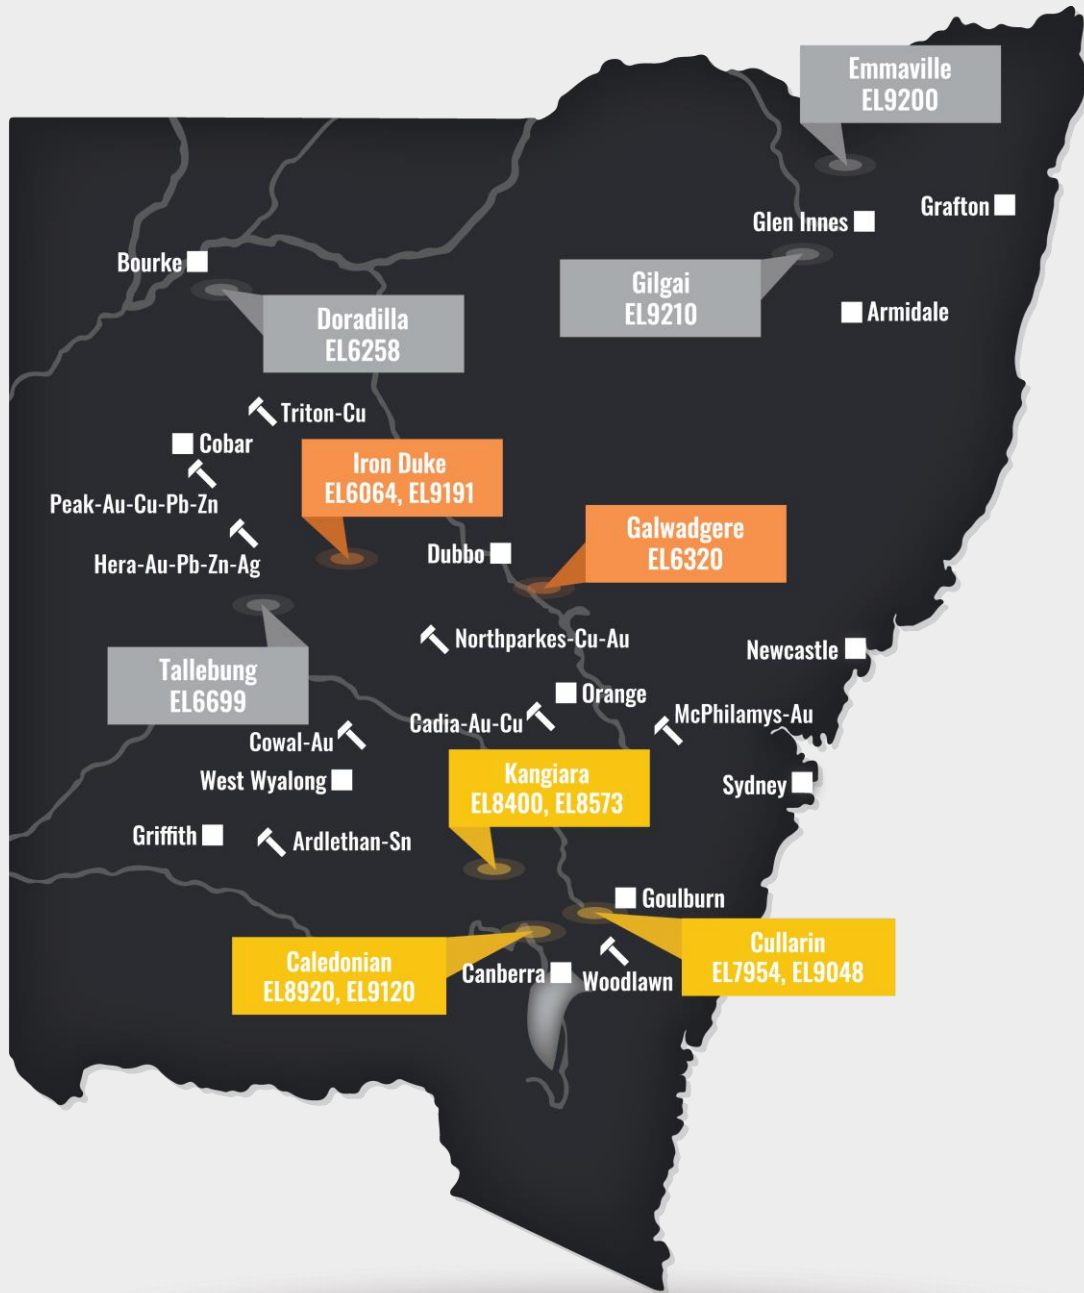 Emmaville
EL9200
Grafton
Glen Innes
Bourke
Gilgai
EL9210
Armidale
Doradilla
EL6258
Triton-Cu
Cobar
Iron Duke
EL6064, EL9191
Peak-Au-Cu-Pb-Zn
Galwadgere
EL6320
Dubbo
Hera-Au-Pb-Zn-Ag
Northparkes-Cu-Au
Newcastle
Tallebung
EL6699
Orange
McPhilamys-Au
Cadia-Au-Cu
Cowal-Au
Kangiara
EL8400, EL8573
West Wyalong
Sydney
Griffith
Ardlethan-Sn
Goulburn
Cullarin
EL7954, EL9048
Caledonian
EL8920, EL9120
Canberra
Woodlawn